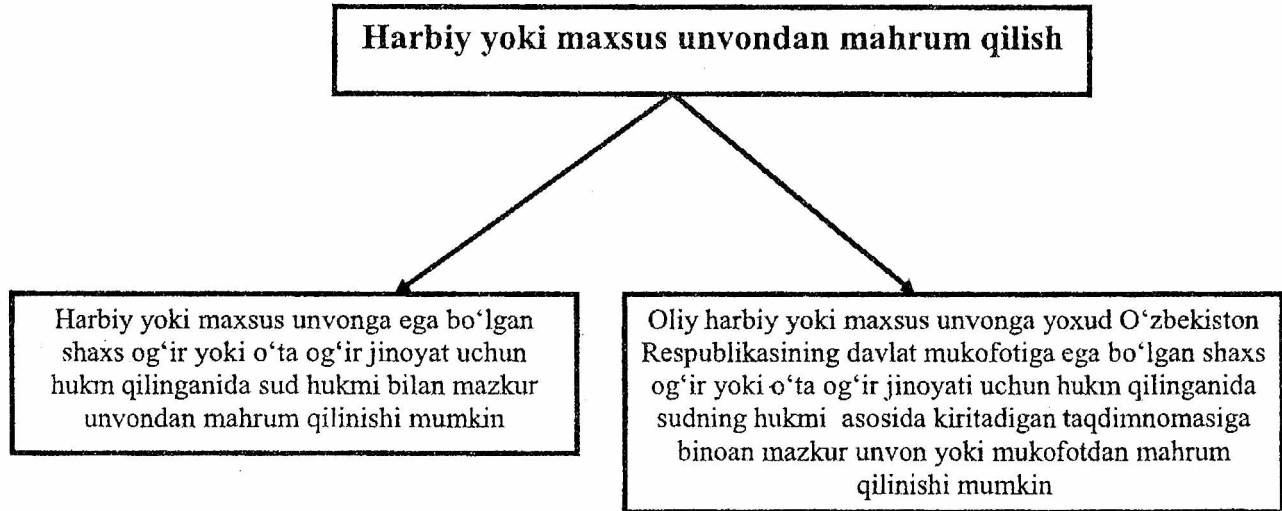 Harbiy yoki maxsus unvondan mahrum qilish
Harbiy yoki maxsus unvonga ega bo‘lgan
shaxs og‘ir yoki o‘ta og‘ir jinoyat uchun
hukm qilinganida sud hukmi bilan mazkur
unvondan mahrum qilinishi mumkin
Oliy harbiy yoki maxsus unvonga yoxud O‘zbekiston
Respublikasining davlat mukofotiga ega bo‘lgan shaxs
og‘ir yoki o‘ta og‘ir jinoyati uchun hukm qilinganida
sudning hukmi asosida kiritadigan taqdimnomasiga
binoan mazkur unvon yoki mukofotdan mahrum
qilinishi mumkin